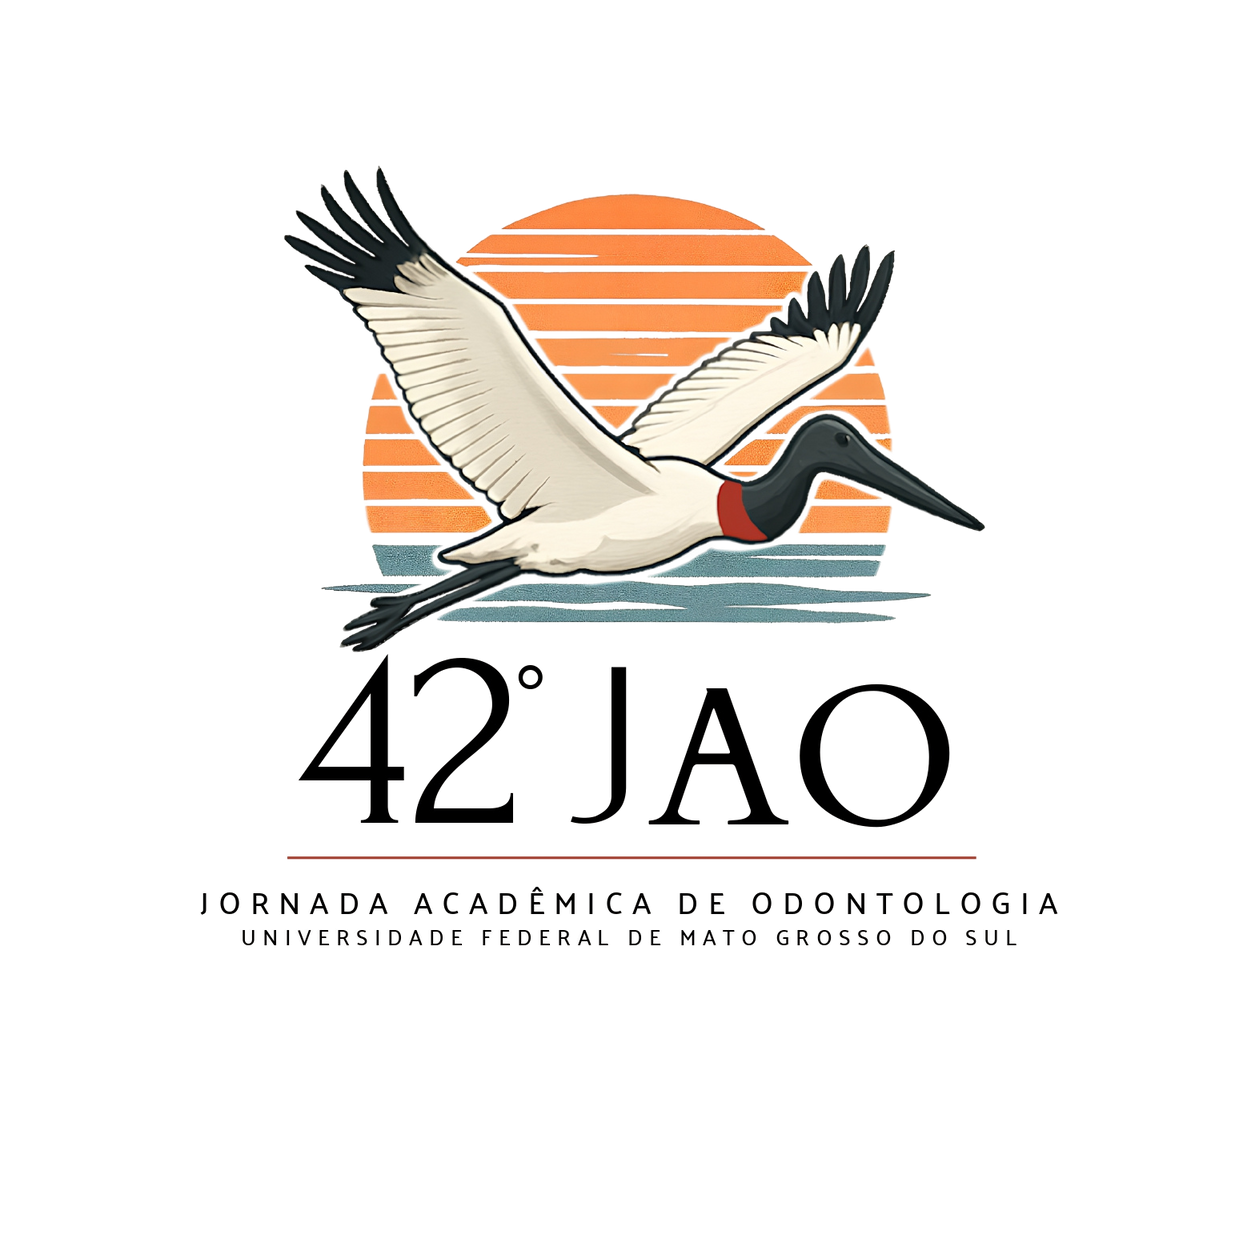 42° JAO
JORNADA ACADÊMICA DE ODONTOLOGIA
UNIVERSIDADE FEDERAL DE MATO GROSSO DO SUL